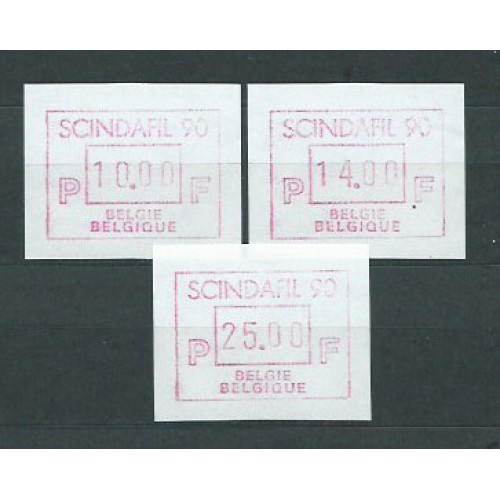 SCINDAFIL 90
P 10.00 F
BELGIE
BELGIQUE
SCINDAFIL 90
P 14.00 F
BELGIE
BELGIQUE
SCINDAFIL 90
P 25.00 F
BELGIE
BELGIQUE